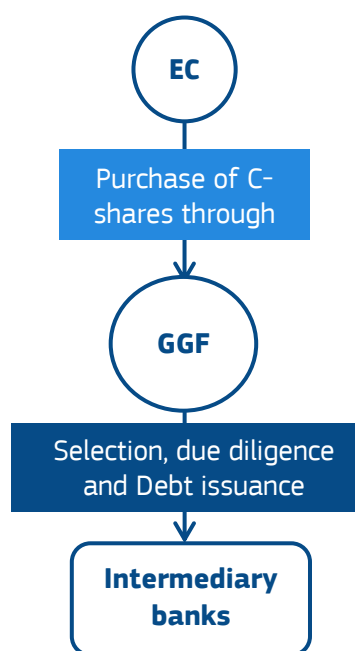 EC
Purchase of C-
shares through
GGF
Selection, due diligence
and Debt issuance
Intermediary
banks